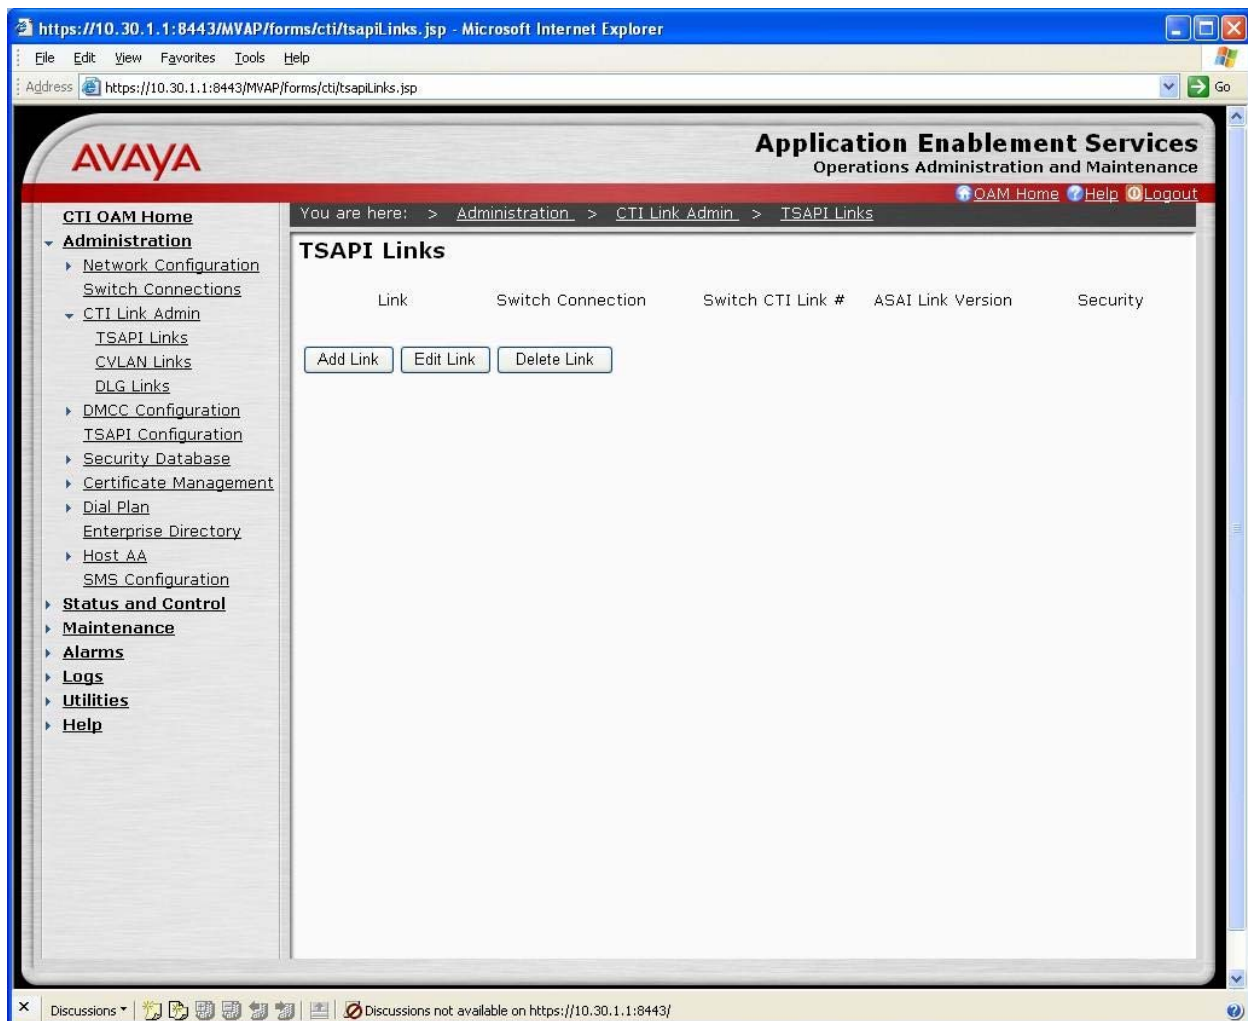 https://10.30.1.1:8443/MVAP/forms/cti/tsapiLinks.jsp - Microsoft Internet Explorer
File Edit View Favorites Tools Help
Address https://10.30.1.1:8443/MVAP/forms/cti/tsapiLinks.jsp Go
AVAYA
Application Enablement Services
Operations Administration and Maintenance
OAM Home Help Logout
You are here: > Administration > CTI Link Admin > TSAPI Links
CTI OAM Home
Administration
Network Configuration
Switch Connections
CTI Link Admin
TSAPI Links
CVLAN Links
DLG Links
DMCC Configuration
TSAPI Configuration
Security Database
Certificate Management
Dial Plan
Enterprise Directory
Host AA
SMS Configuration
Status and Control
Maintenance
Alarms
Logs
Utilities
Help
TSAPI Links
Link Switch Connection Switch CTI Link # ASAI Link Version Security
Add Link Edit Link Delete Link
Discussions Discussions not available on https://10.30.1.1:8443/